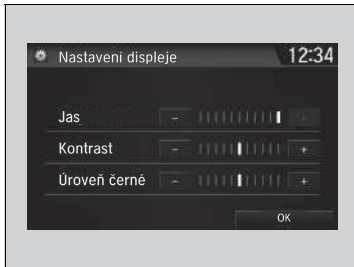 Nastavení displeje 12:34
Jas - +
Kontrast - +
Úroveň černé - +
OK